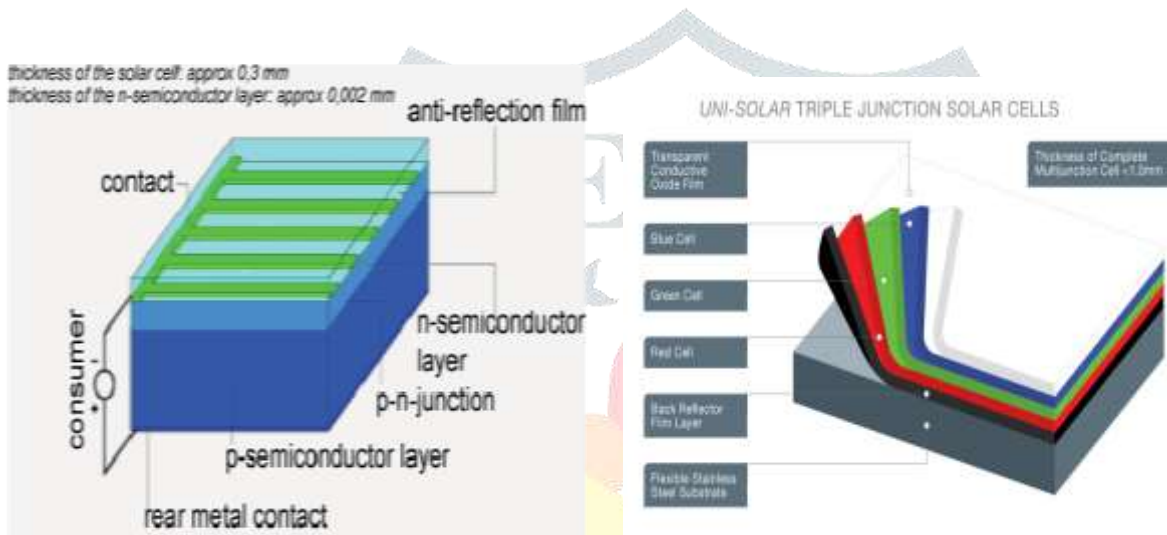 thickness of the solar cell: approx 0,3 mm
thickness of the n-semiconductor layer: approx 0,002 mm
anti-reflection film
contact
n-semiconductor
layer
p-n-junction
p-semiconductor layer
rear metal contact
consumer
-
+
UNI-SOLAR TRIPLE JUNCTION SOLAR CELLS
Transparent
Conductive
Oxide Film
Thickness of Complete
Multijunction Cell <1.0mm
Blue Cell
Green Cell
Red Cell
Back Reflector
Film Layer
Flexible Stainless
Steel Substrate